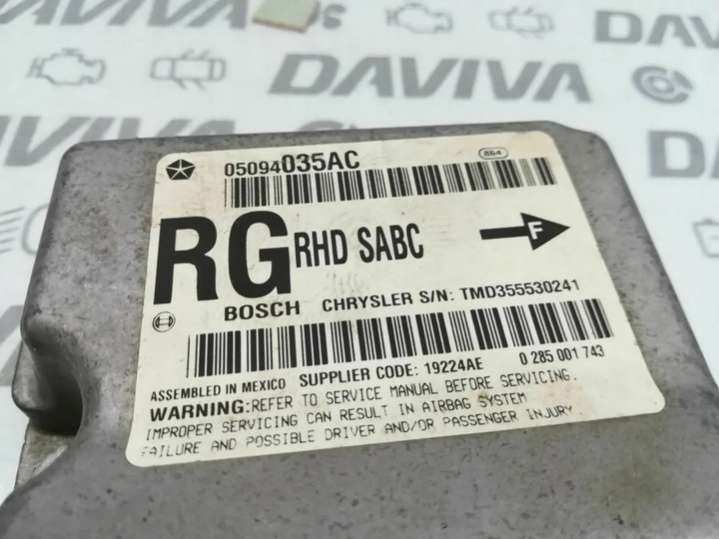 DAVIVA
DAVIVA
DAVIVA
05094035AC
864
RG RHD SABC F
BOSCH CHRYSLER S/N: TMD355530241
ASSEMBLED IN MEXICO SUPPLIER CODE: 19224AE 0 285 001 743
WARNING: REFER TO SERVICE MANUAL BEFORE SERVICING.
IMPROPER SERVICING CAN RESULT IN AIRBAG SYSTEM
FAILURE AND POSSIBLE DRIVER AND/OR PASSENGER INJURY